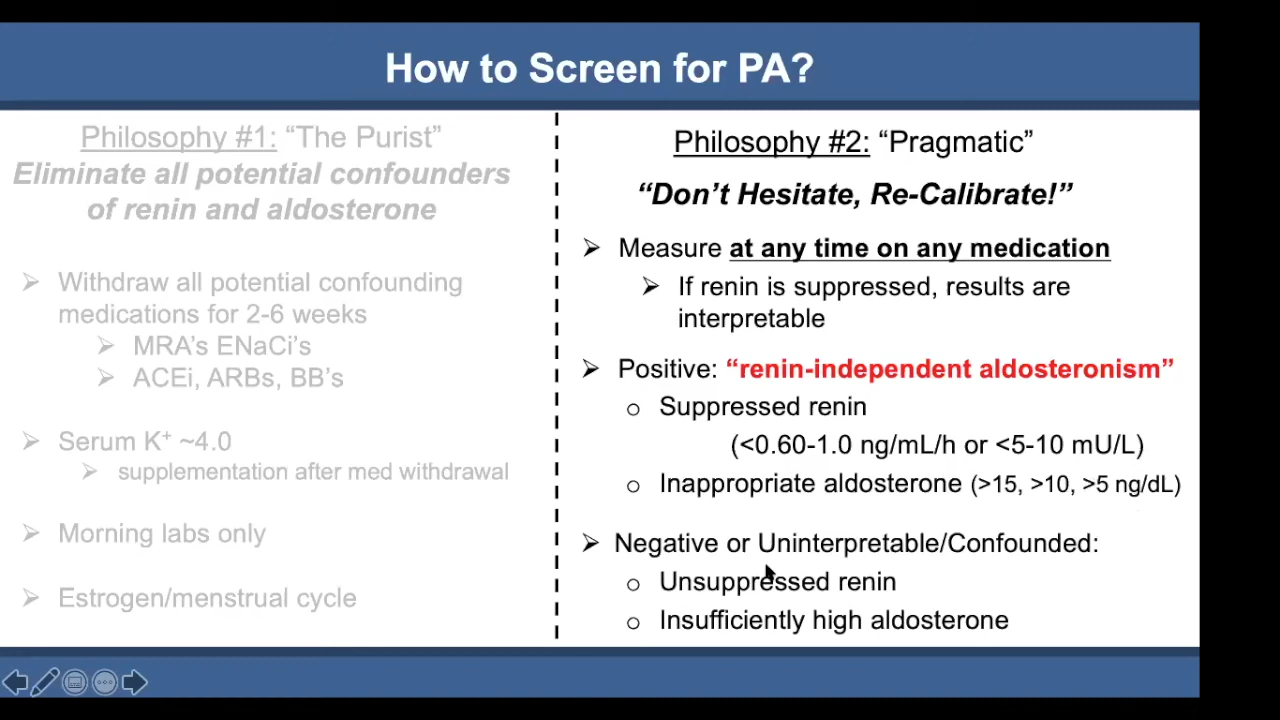 How to Screen for PA?
Philosophy #1: “The Purist”
Eliminate all potential confounders
of renin and aldosterone
➢ Withdraw all potential confounding
medications for 2-6 weeks
➢ MRA’s ENaCi’s
➢ ACEi, ARBs, BB’s
➢ Serum K⁺ ~4.0
➢ supplementation after med withdrawal
➢ Morning labs only
➢ Estrogen/menstrual cycle
Philosophy #2: “Pragmatic”
“Don’t Hesitate, Re-Calibrate!”
➢ Measure at any time on any medication
➢ If renin is suppressed, results are
interpretable
➢ Positive: “renin-independent aldosteronism”
o Suppressed renin
(<0.60-1.0 ng/mL/h or <5-10 mU/L)
o Inappropriate aldosterone (>15, >10, >5 ng/dL)
➢ Negative or Uninterpretable/Confounded:
o Unsuppressed renin
o Insufficiently high aldosterone